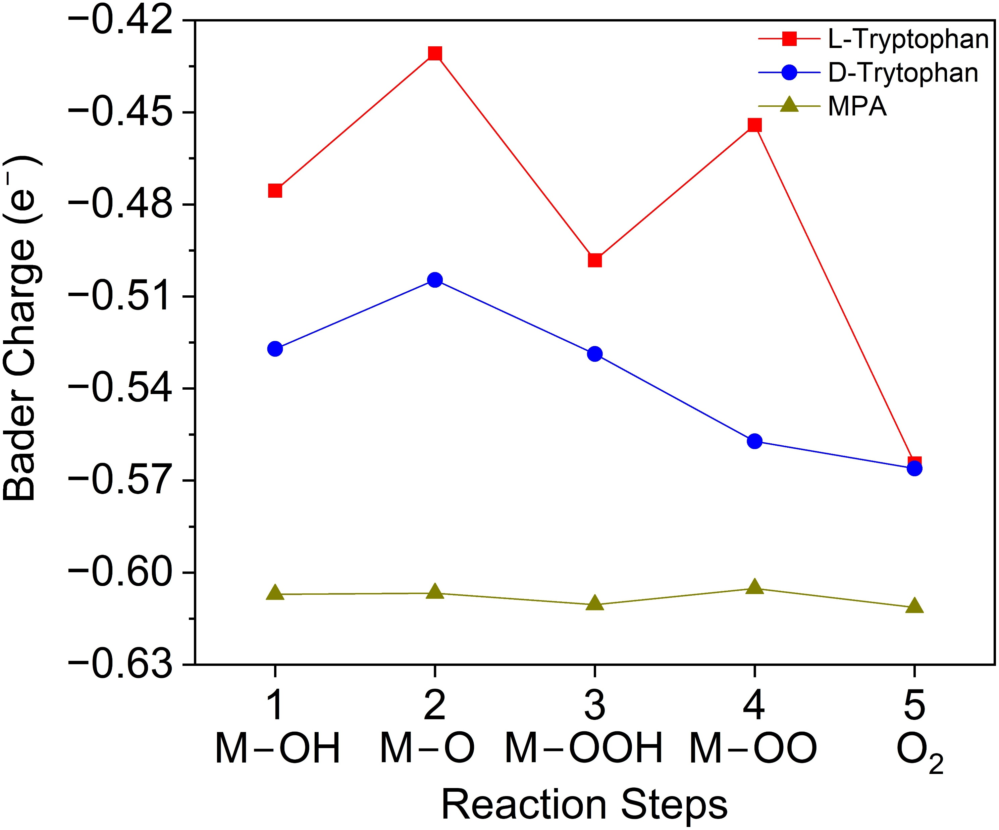 L-Tryptophan
D-Trytophan
MPA
Bader Charge (e⁻)
−0.42
−0.45
−0.48
−0.51
−0.54
−0.57
−0.60
−0.63
1 2 3 4 5
M–OH M–O M–OOH M–OO O₂
Reaction Steps